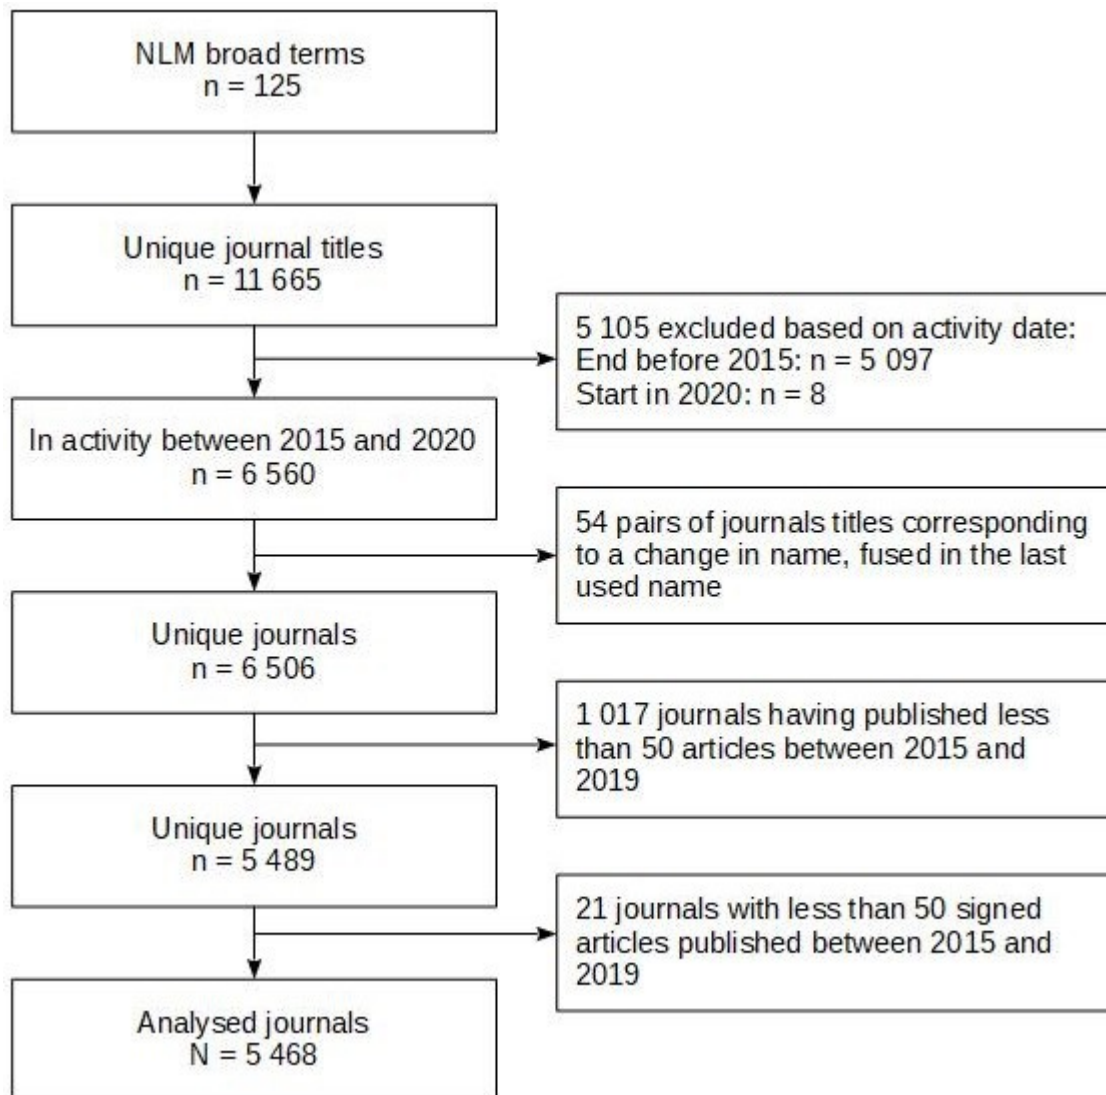 NLM broad terms
n = 125
Unique journal titles
n = 11 665
5 105 excluded based on activity date:
End before 2015: n = 5 097
Start in 2020: n = 8
In activity between 2015 and 2020
n = 6 560
54 pairs of journals titles corresponding
to a change in name, fused in the last
used name
Unique journals
n = 6 506
1 017 journals having published less
than 50 articles between 2015 and
2019
Unique journals
n = 5 489
21 journals with less than 50 signed
articles published between 2015 and
2019
Analysed journals
N = 5 468